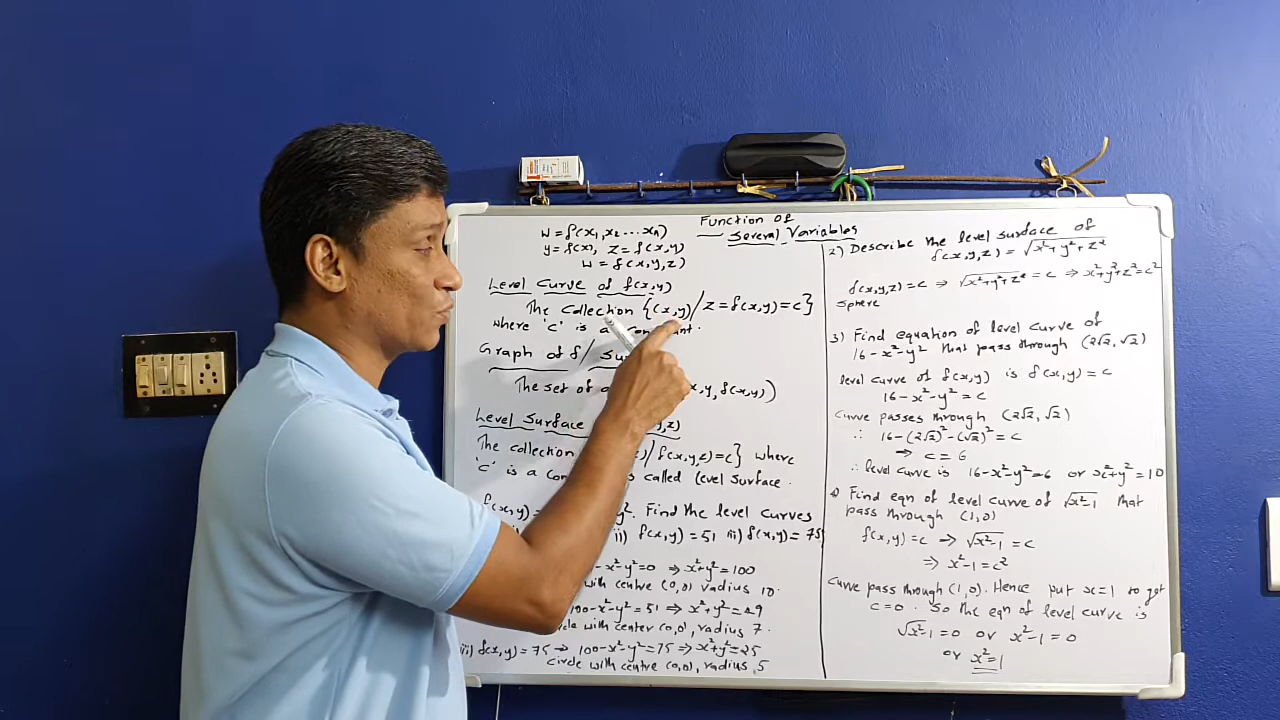 Function of
Several Variables
w = f(x₁, x₂ ... xₙ)
y = f(x), z = f(x,y)
w = f(x,y,z)
Level Curve of f(x,y)
The Collection {(x,y)/z = f(x,y) = c}
where 'c' is a constant.
Graph of f/
The set of x, y, f(x,y))
Level Surface y,z)
The collection /f(x,y,z) = c} where
'c' is a is called level surface.
f(x,y) = y². Find the level curves
ii) f(x,y) = 51 iii) f(x,y) = 75
- x² - y² = 0 ⇒ x² + y² = 100
with centre (0,0) radius 10.
100 - x² - y² = 51 ⇒ x² + y² = 49
with center (0,0), radius 7.
iii) f(x,y) = 75 ⇒ 100 - x² - y² = 75 ⇒ x² + y² = 25
circle with centre (0,0), radius 5
2) Describe the level surface of
f(x,y,z) = √x² + y² + z²
f(x,y,z) = c ⇒ √x² + y² + z² = c ⇒ x² + y² + z² = c²
sphere
3) Find equation of level curve of
16 - x² - y² that pass through (2√2, √2)
level curve of f(x,y) is f(x,y) = c
16 - x² - y² = c
Curve passes through (2√2, √2)
∴ 16 - (2√2)² - (√2)² = c
⇒ c = 6
∴ level curve is 16 - x² - y² = 6 or x² + y² = 10
Find eqn of level curve of √x² - 1 that
pass through (1,0)
f(x,y) = c ⇒ √x² - 1 = c
⇒ x² - 1 = c²
Curve pass through (1,0). Hence put x = 1 to get
c = 0. So the eqn of level curve is
√x² - 1 = 0 or x² - 1 = 0
or x² = 1